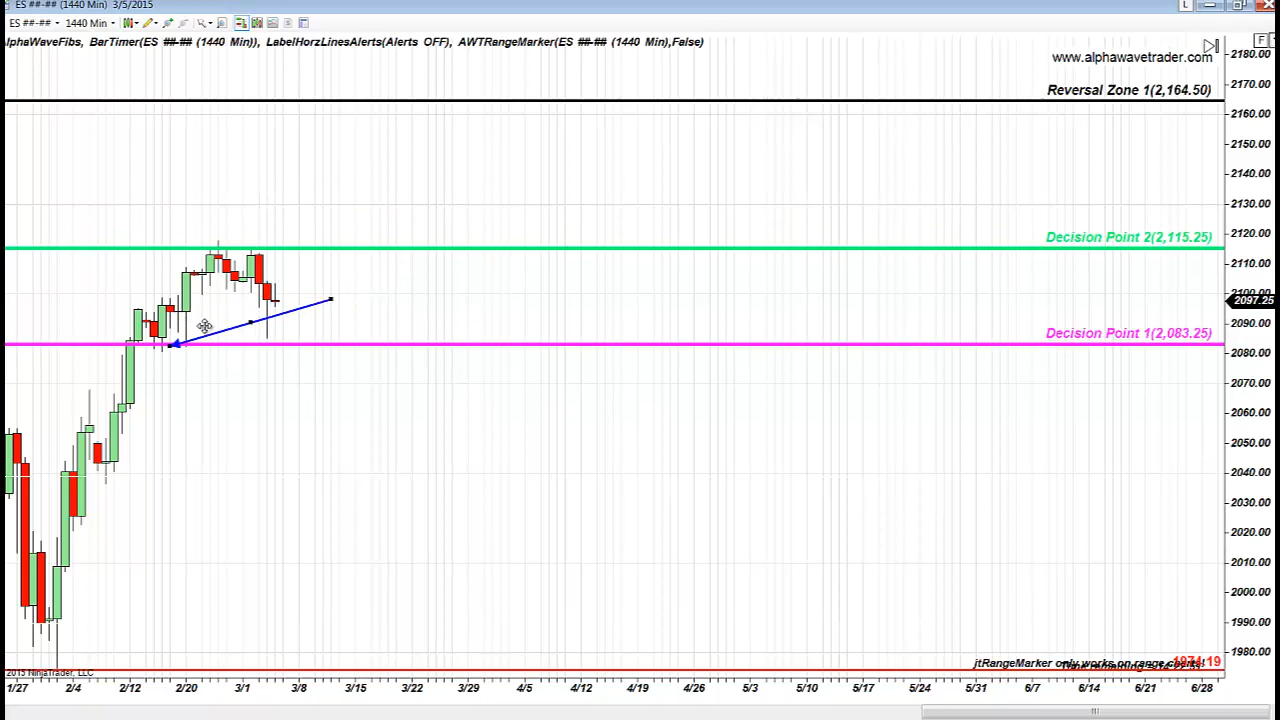 ES ##-## (1440 Min) 3/5/2015
L
ES ##-## 1440 Min
AlphaWaveFibs, BarTimer(ES ##-## (1440 Min)), LabelHorzLinesAlerts(Alerts OFF), AWTRangeMarker(ES ##-## (1440 Min),False)
F
www.alphawavetrader.com
2180.00
2170.00
Reversal Zone 1(2,164.50)
2160.00
2150.00
2140.00
2130.00
2120.00
Decision Point 2(2,115.25)
2110.00
2100.00
2097.25
2090.00
Decision Point 1(2,083.25)
2080.00
2070.00
2060.00
2050.00
2040.00
2030.00
2020.00
2010.00
2000.00
1990.00
1980.00
jtRangeMarker only works on range
2015 NinjaTrader, LLC
1/27 2/4 2/12 2/20 3/1 3/8 3/15 3/22 3/29 4/5 4/12 4/19 4/26 5/3 5/10 5/17 5/24 5/31 6/7 6/14 6/21 6/28